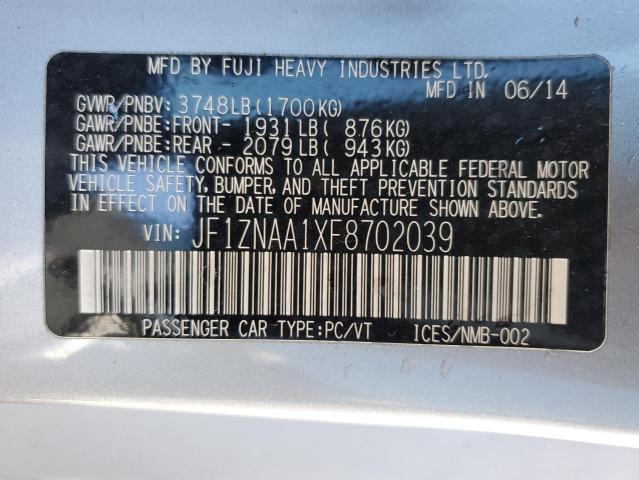 MFD BY FUJI HEAVY INDUSTRIES LTD.
MFD IN 06/14
GVWR/PNBV: 3748LB(1700KG)
GAWR/PNBE:FRONT- 1931LB( 876KG)
GAWR/PNBE:REAR - 2079LB( 943KG)
THIS VEHICLE CONFORMS TO ALL APPLICABLE FEDERAL MOTOR
VEHICLE SAFETY, BUMPER, AND THEFT PREVENTION STANDARDS
IN EFFECT ON THE DATE OF MANUFACTURE SHOWN ABOVE.
VIN: JF1ZNAA1XF8702039
PASSENGER CAR TYPE:PC/VT ICES/NMB-002